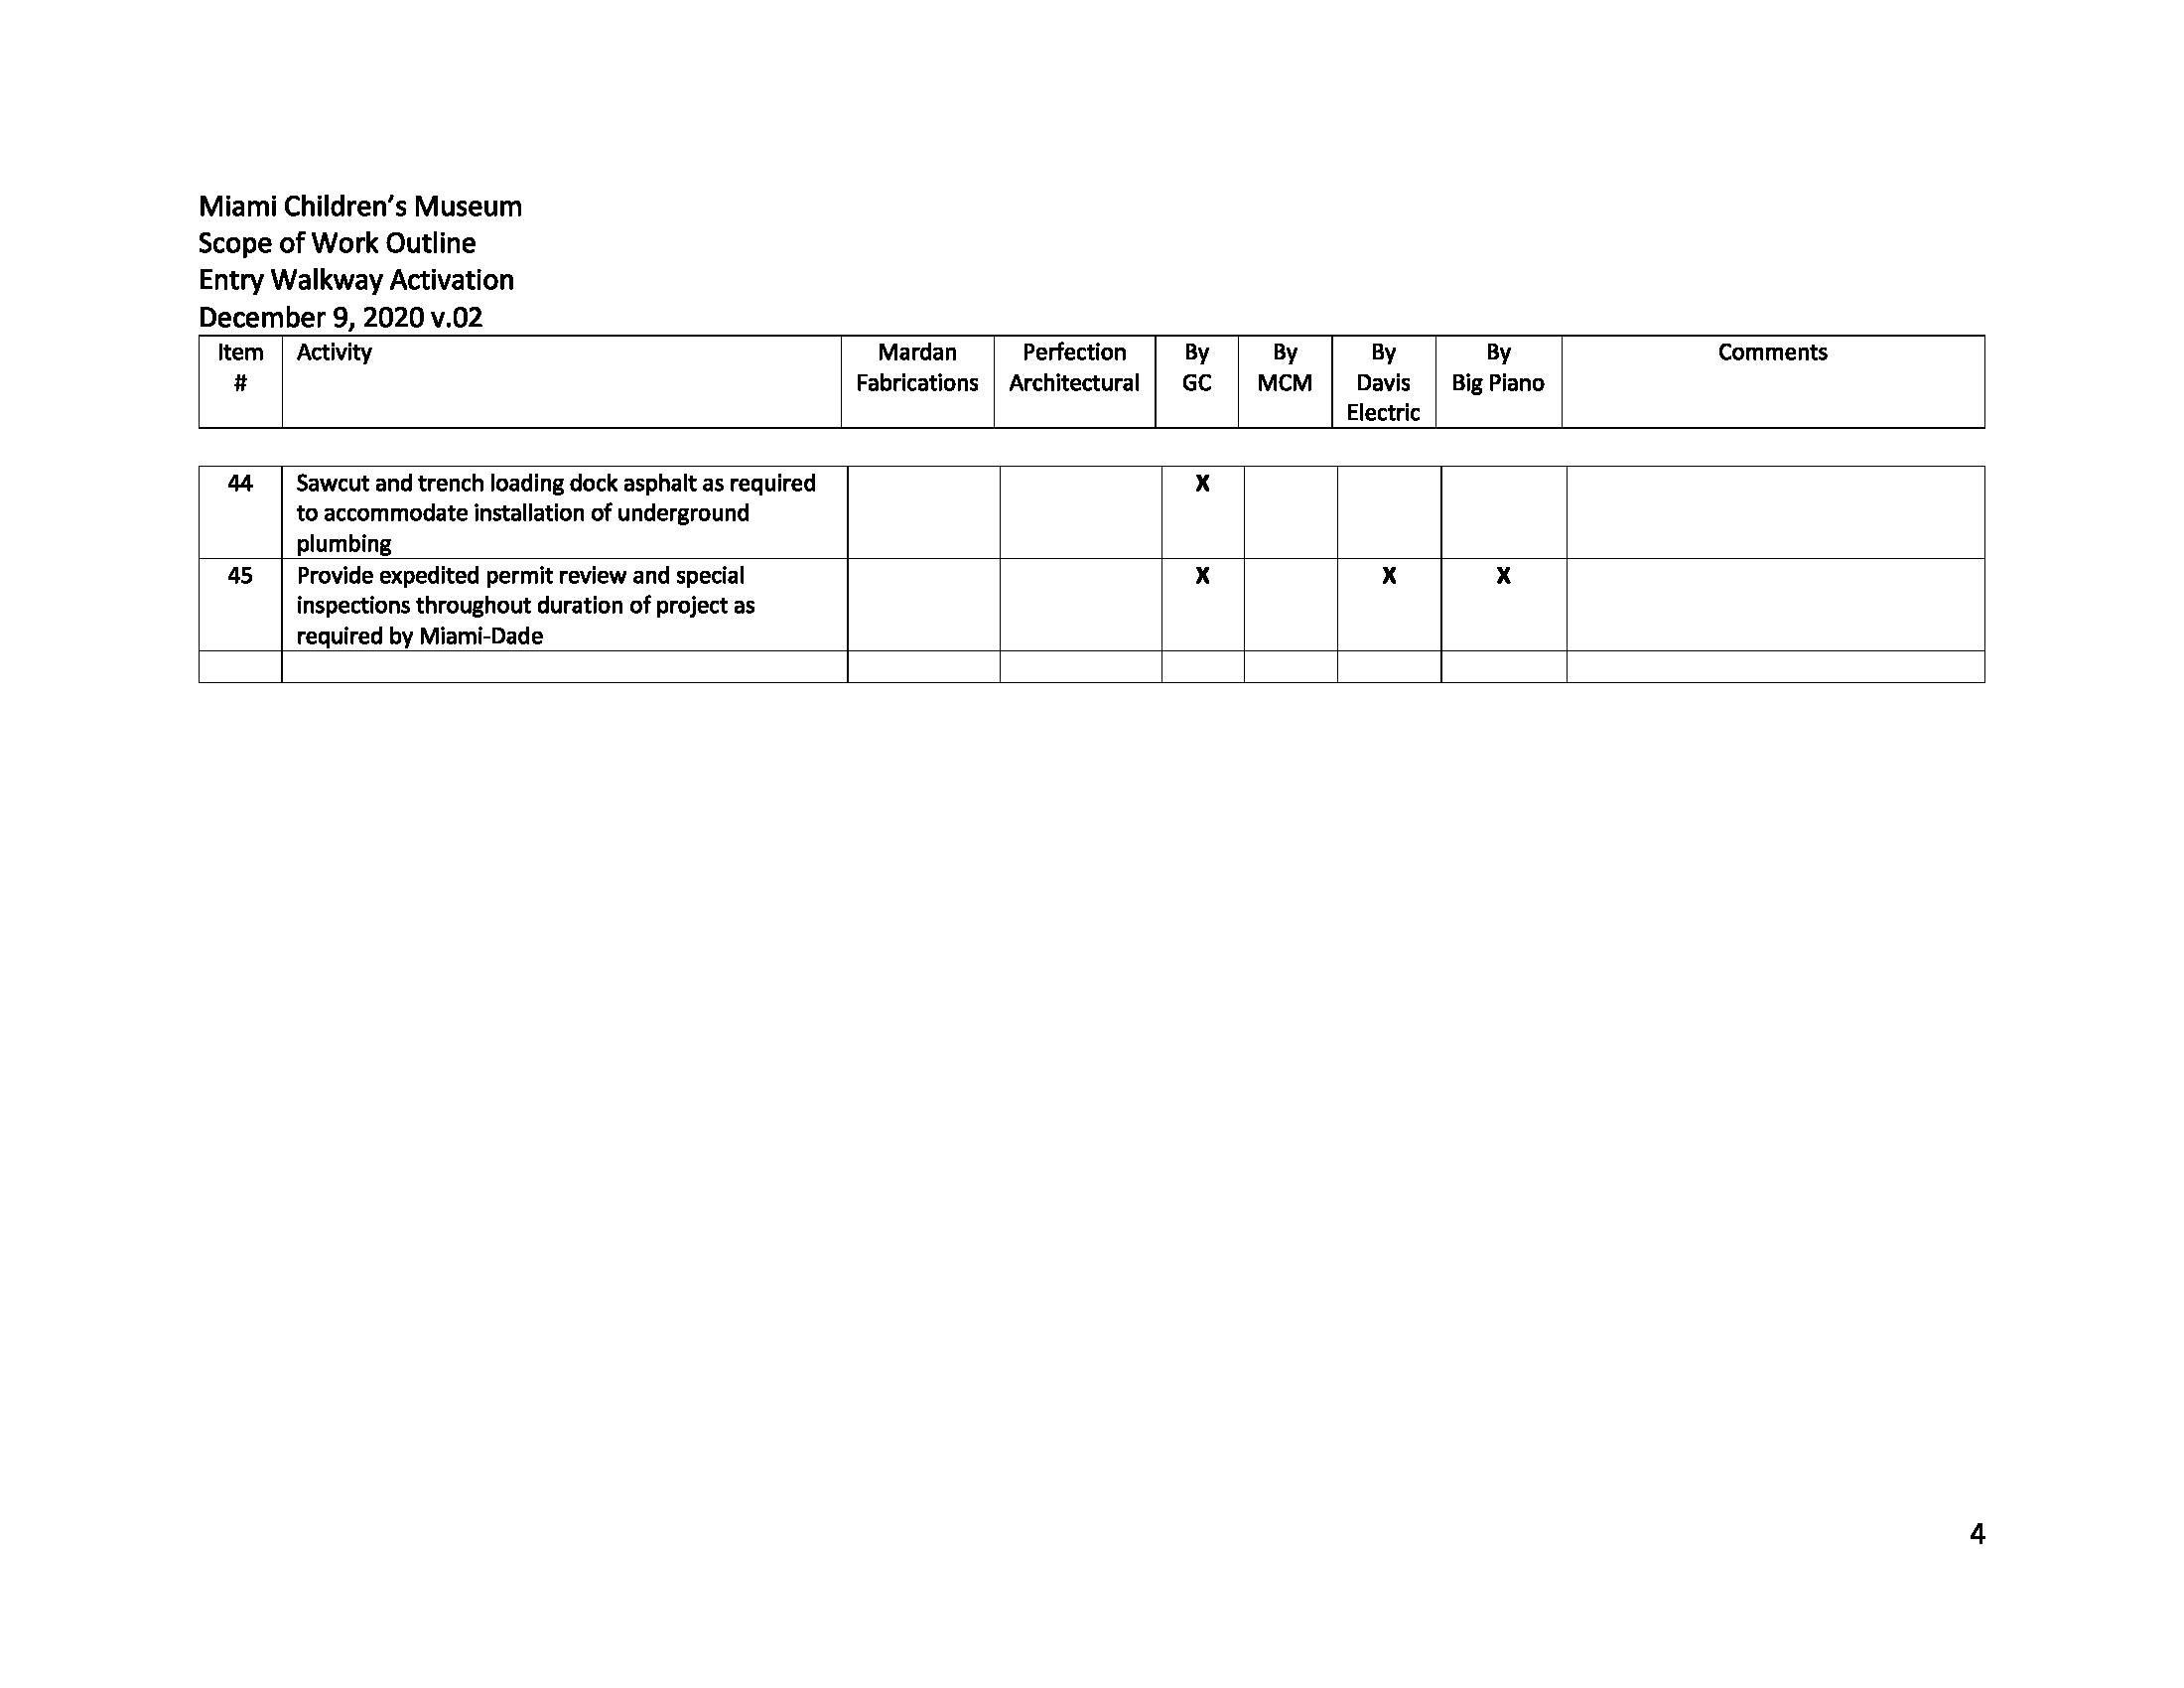 Miami Children’s Museum
Scope of Work Outline
Entry Walkway Activation
December 9, 2020 v.02
Item # Activity Mardan Fabrications Perfection Architectural By GC By MCM By Davis Electric By Big Piano Comments
44 Sawcut and trench loading dock asphalt as required X
to accommodate installation of underground
plumbing
45 Provide expedited permit review and special X X X
inspections throughout duration of project as
required by Miami-Dade
4